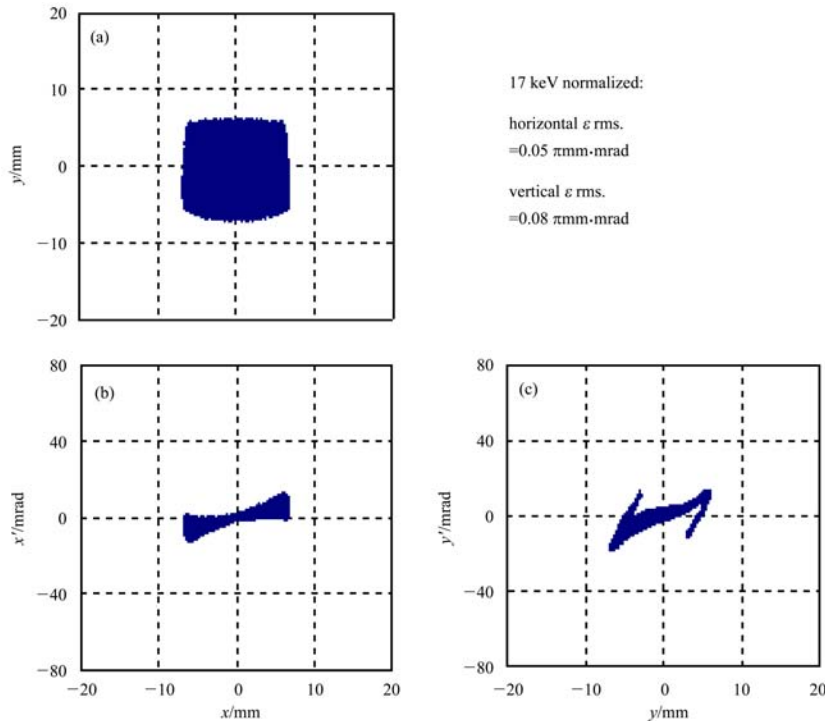 20
10
0
−10
−20
y/mm
(a)
17 keV normalized:
horizontal ε rms.
=0.05 πmm·mrad
vertical ε rms.
=0.08 πmm·mrad
80
40
0
−40
−80
x′/mrad
(b)
−20 −10 0 10 20
x/mm
80
40
0
−40
−80
y′/mrad
(c)
−20 −10 0 10 20
y/mm